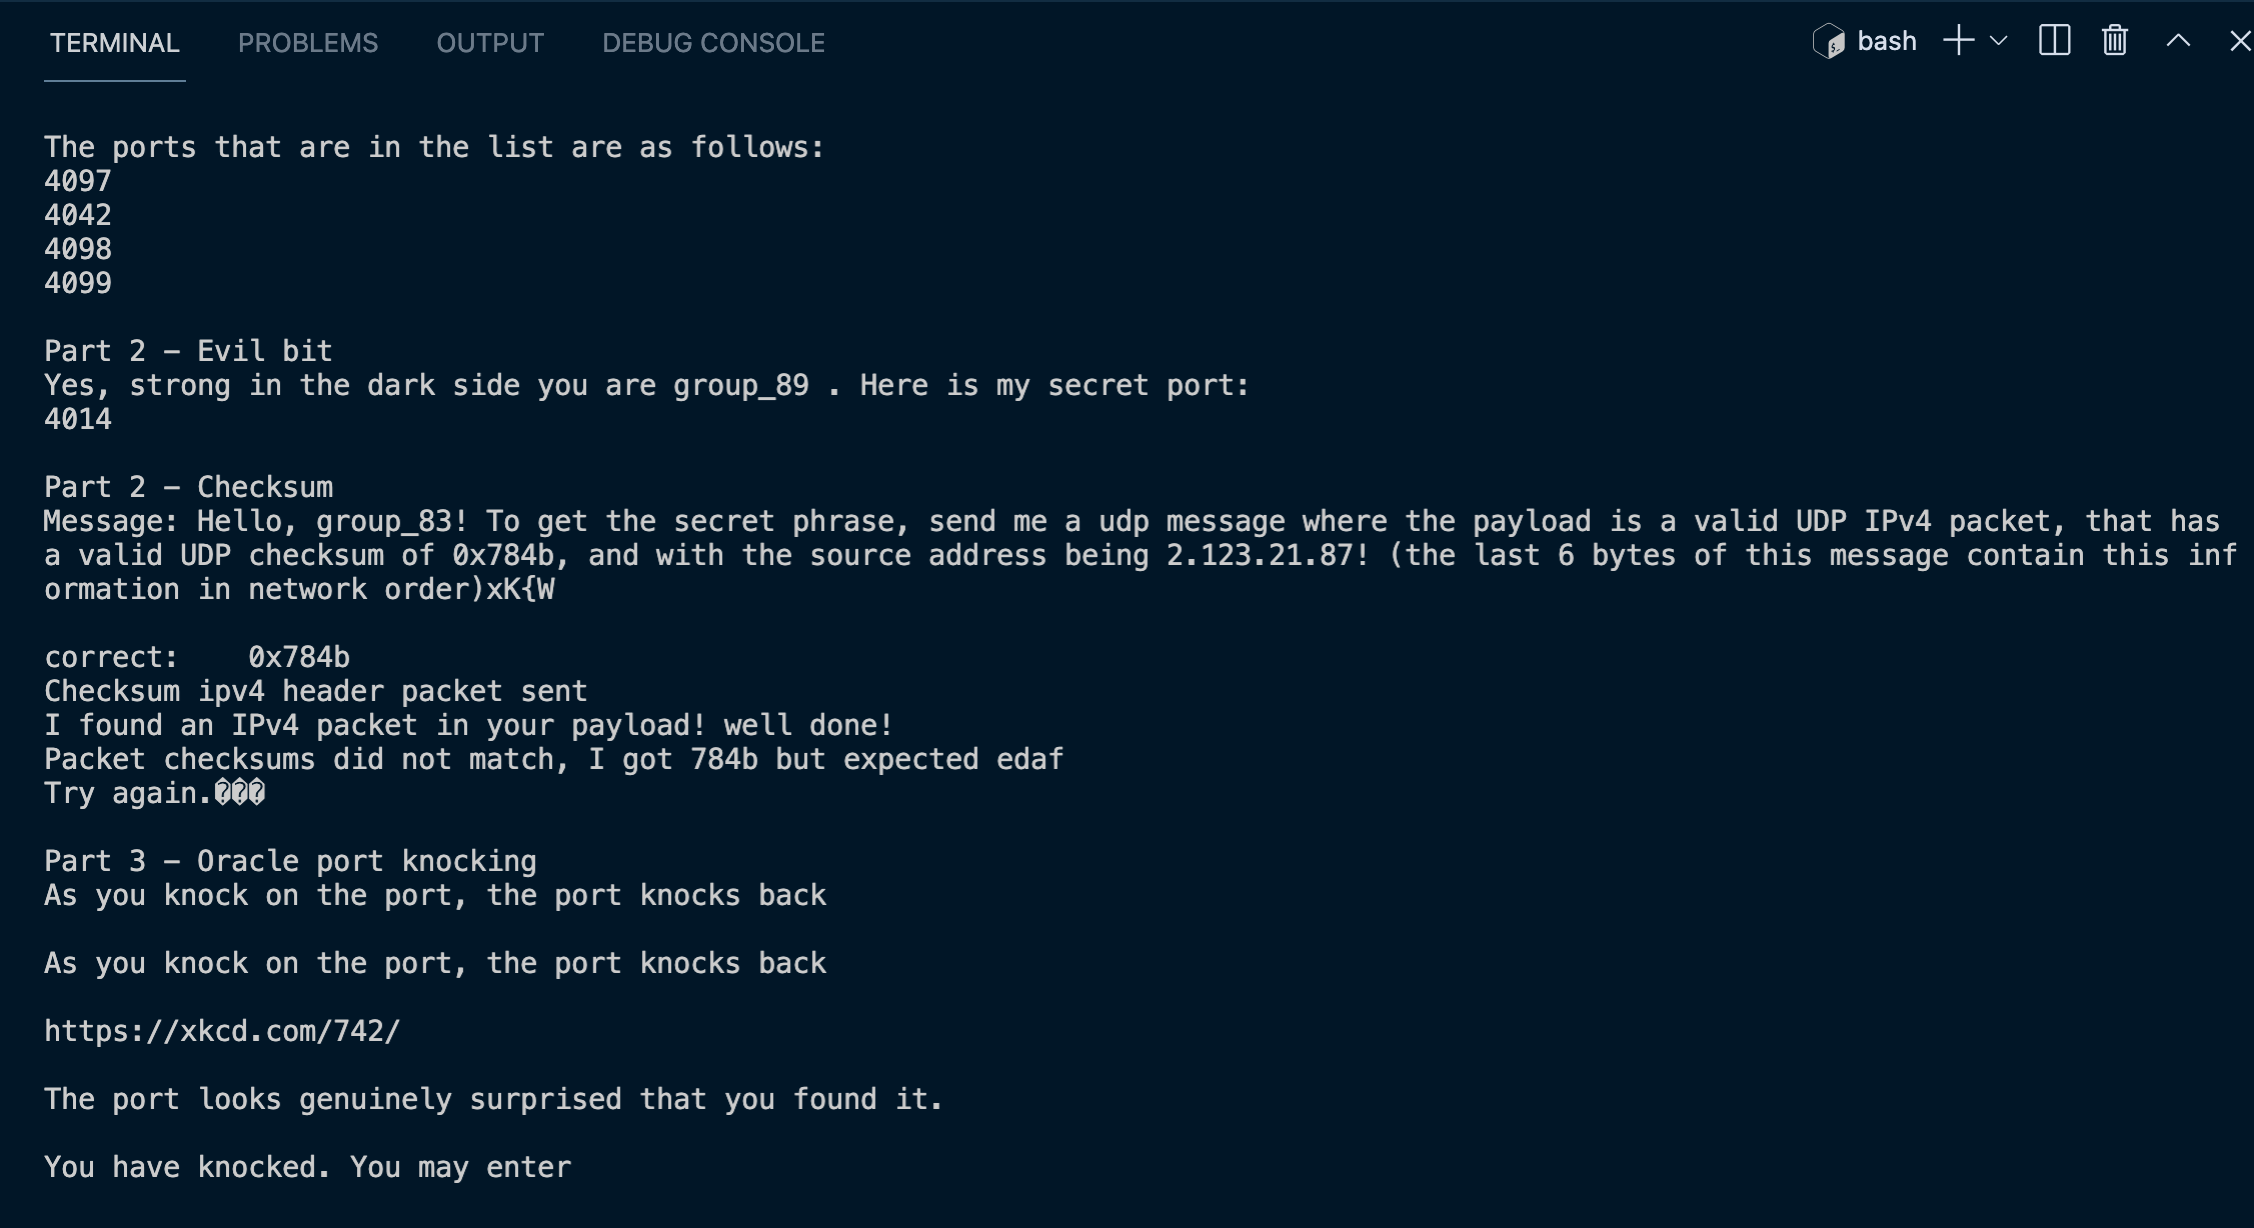 TERMINAL PROBLEMS OUTPUT DEBUG CONSOLE bash
The ports that are in the list are as follows:
4097
4042
4098
4099
Part 2 – Evil bit
Yes, strong in the dark side you are group_89 . Here is my secret port:
4014
Part 2 – Checksum
Message: Hello, group_83! To get the secret phrase, send me a udp message where the payload is a valid UDP IPv4 packet, that has
a valid UDP checksum of 0x784b, and with the source address being 2.123.21.87! (the last 6 bytes of this message contain this inf
ormation in network order)xK{W
correct:    0x784b
Checksum ipv4 header packet sent
I found an IPv4 packet in your payload! well done!
Packet checksums did not match, I got 784b but expected edaf
Try again.���
Part 3 – Oracle port knocking
As you knock on the port, the port knocks back
As you knock on the port, the port knocks back
https://xkcd.com/742/
The port looks genuinely surprised that you found it.
You have knocked. You may enter